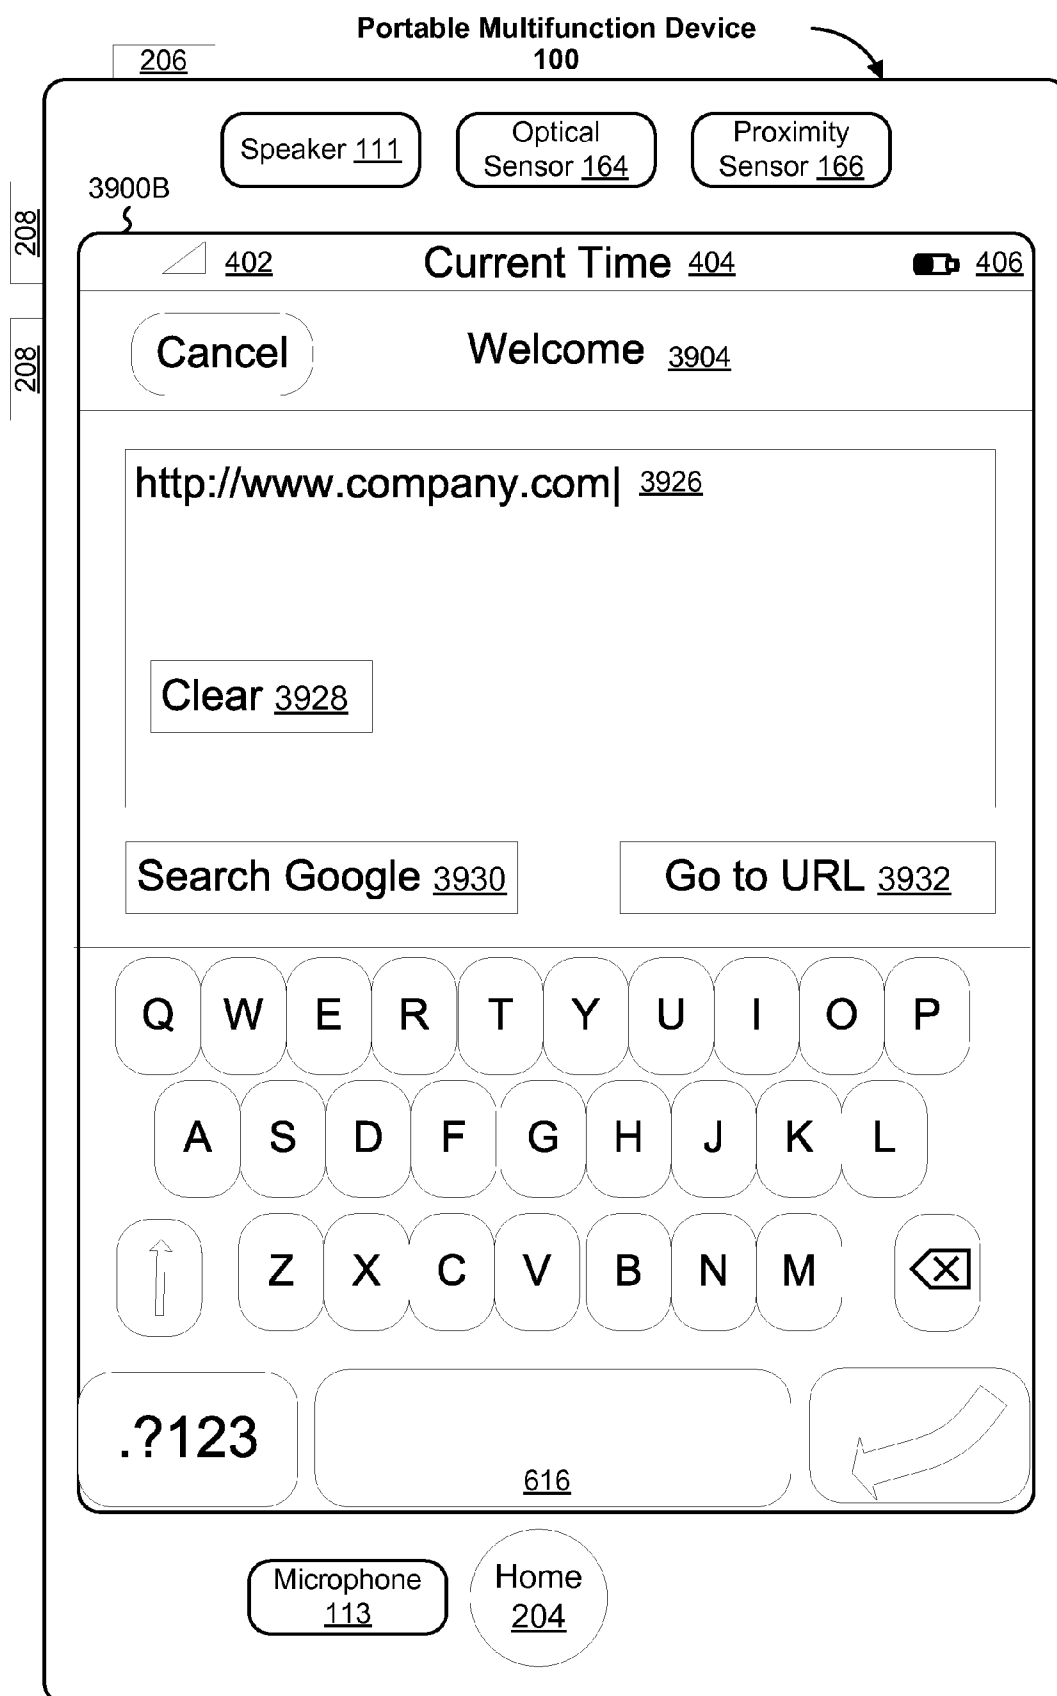 Portable Multifunction Device
100
206
Speaker 111
Optical
Sensor 164
Proximity
Sensor 166
3900B
208
208
402
Current Time 404
406
Cancel
Welcome 3904
http://www.company.com| 3926
Clear 3928
Search Google 3930
Go to URL 3932
Q W E R T Y U I O P
A S D F G H J K L
Z X C V B N M
.?123
616
Microphone
113
Home
204